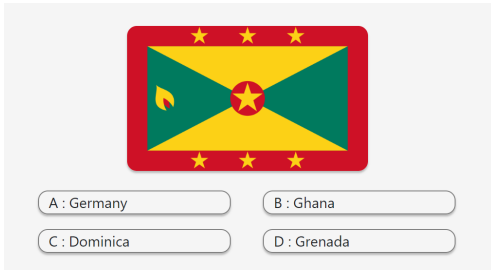 A : Germany
B : Ghana
C : Dominica
D : Grenada